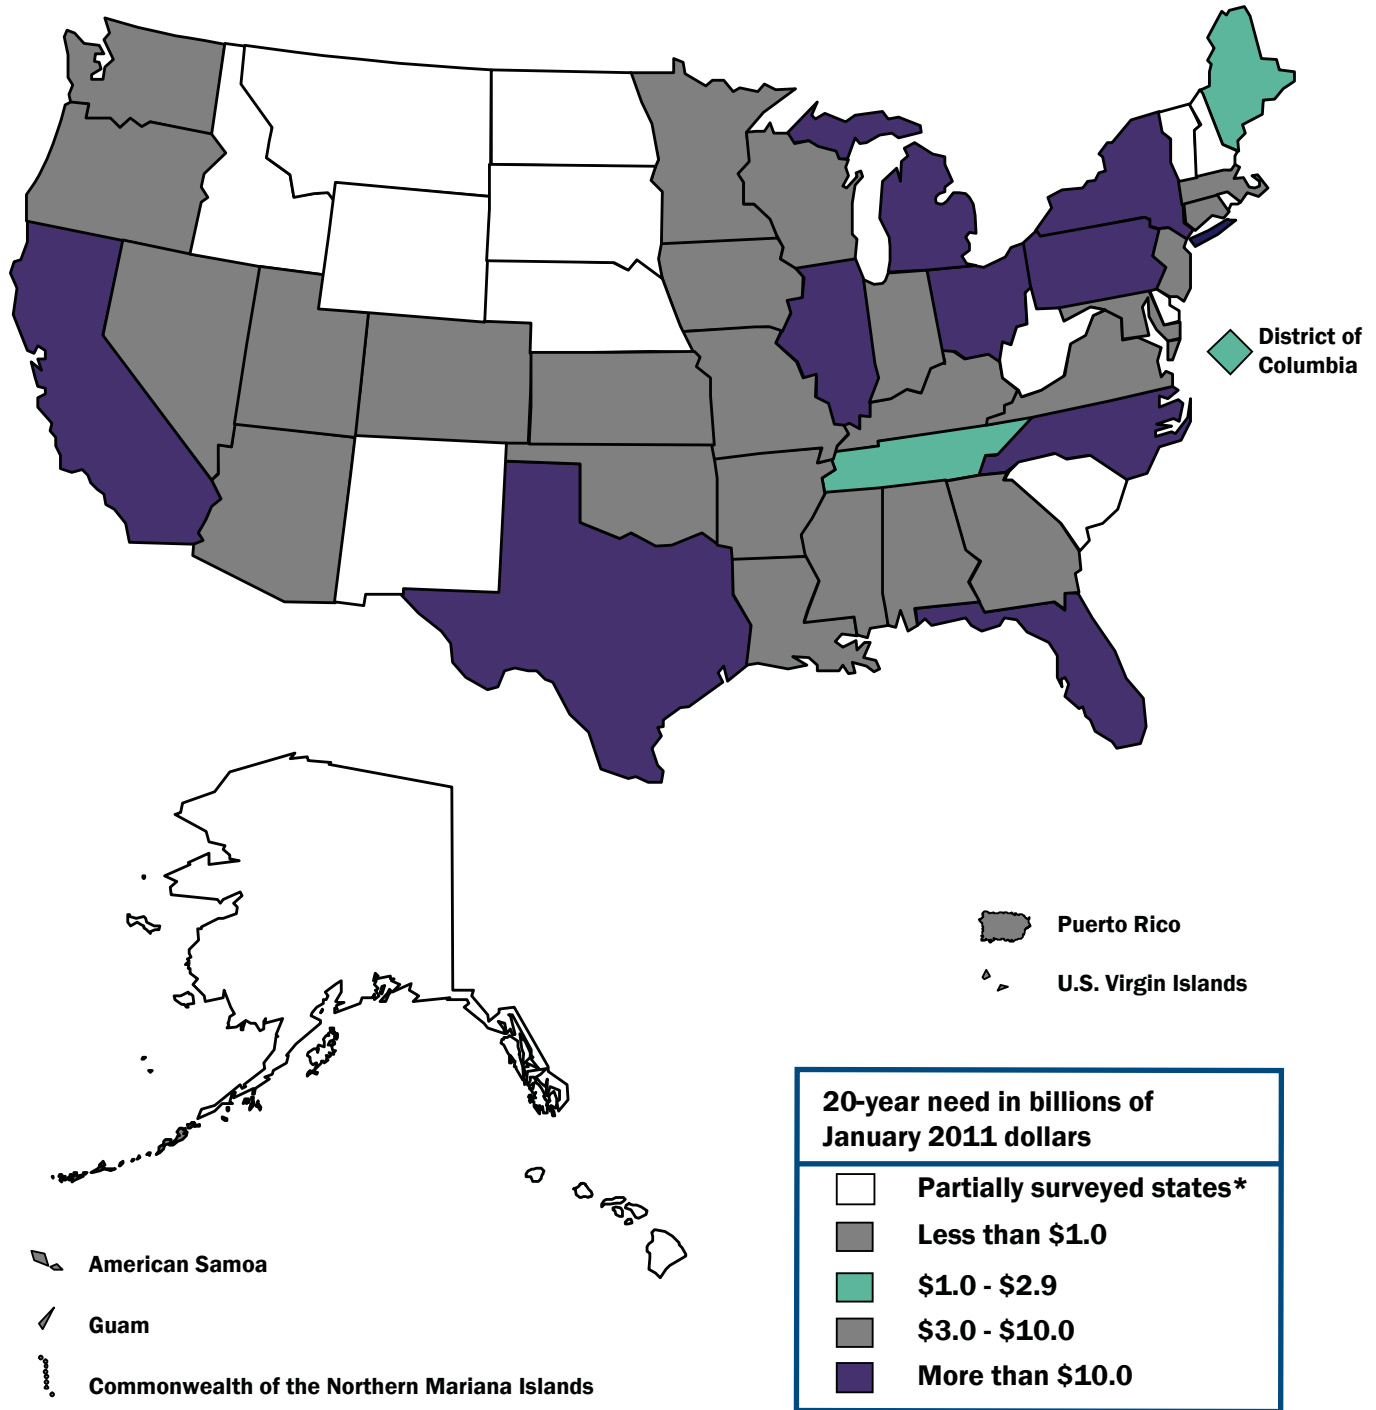 District of
Columbia
Puerto Rico
U.S. Virgin Islands
20-year need in billions of
January 2011 dollars
Partially surveyed states*
Less than $1.0
$1.0 - $2.9
$3.0 - $10.0
More than $10.0
American Samoa
Guam
Commonwealth of the Northern Mariana Islands